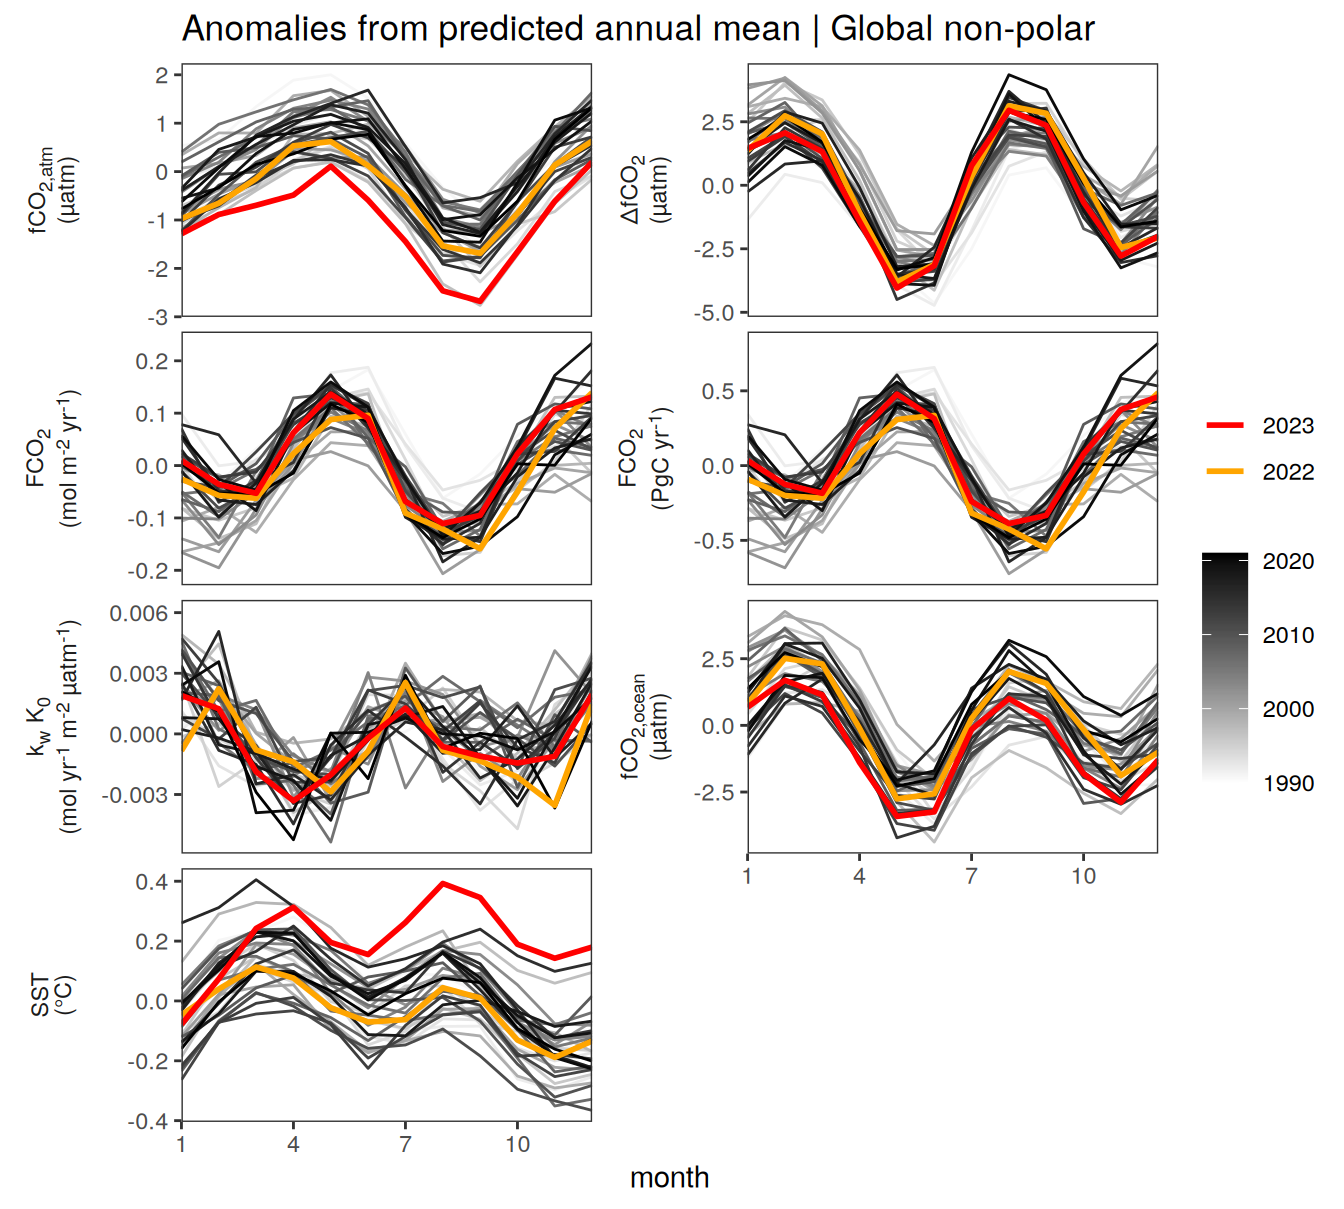 Anomalies from predicted annual mean | Global non-polar
fCO2,atm
(µatm)
2
1
0
-1
-2
-3
ΔfCO2
(µatm)
2.5
0.0
-2.5
-5.0
FCO2
(mol m-2 yr-1)
0.2
0.1
0.0
-0.1
-0.2
FCO2
(PgC yr-1)
0.5
0.0
-0.5
kw K0
(mol yr-1 m-2 µatm-1)
0.006
0.003
0.000
-0.003
fCO2,ocean
(µatm)
2.5
0.0
-2.5
1 4 7 10
SST
(°C)
0.4
0.2
0.0
-0.2
-0.4
1 4 7 10
month
2023
2022
2020
2010
2000
1990